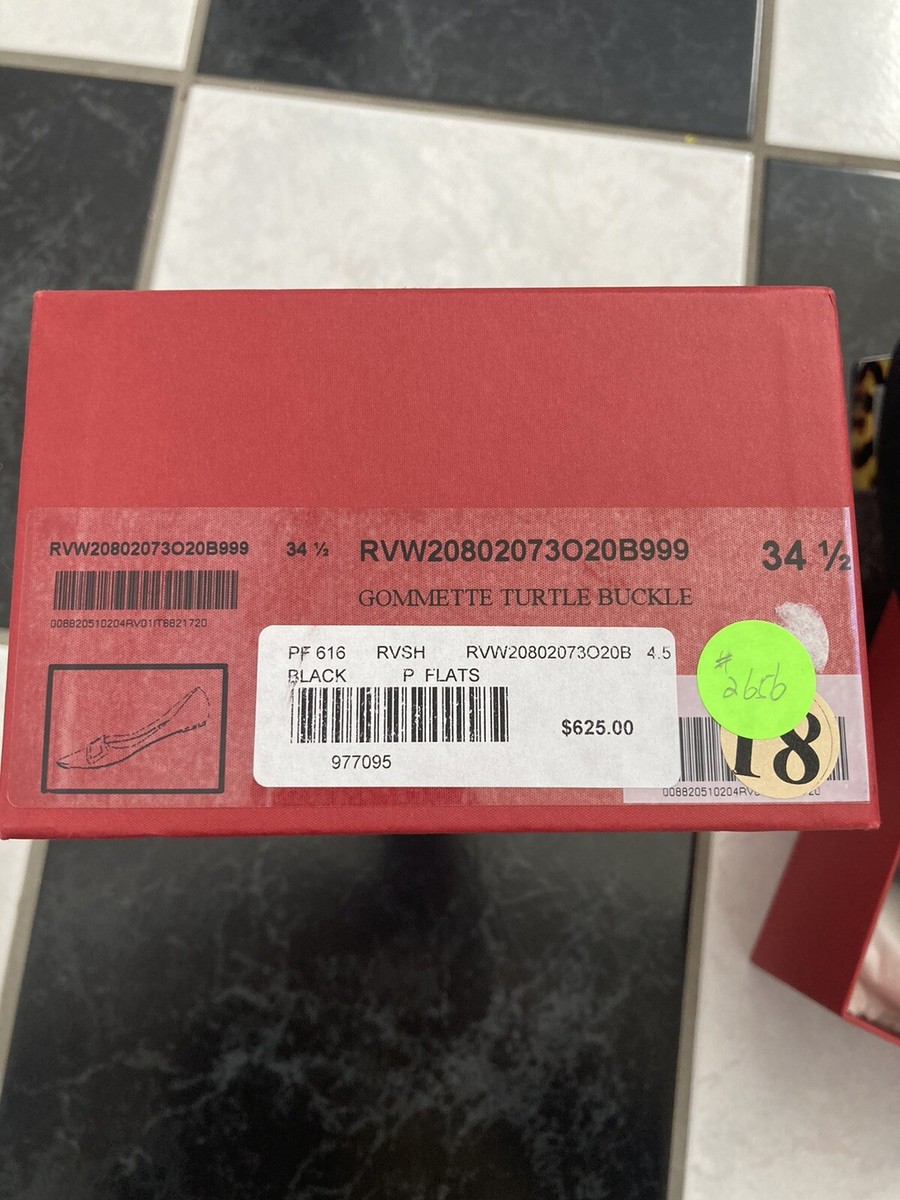 RVW20802073O20B999 34 ½
008820510204RV01IT8821720
RVW20802073O20B999 34 ½
GOMMETTE TURTLE BUCKLE
PF 616 RVSH RVW20802073O20B 4.5
BLACK P FLATS
$625.00
977095
# 2656
18